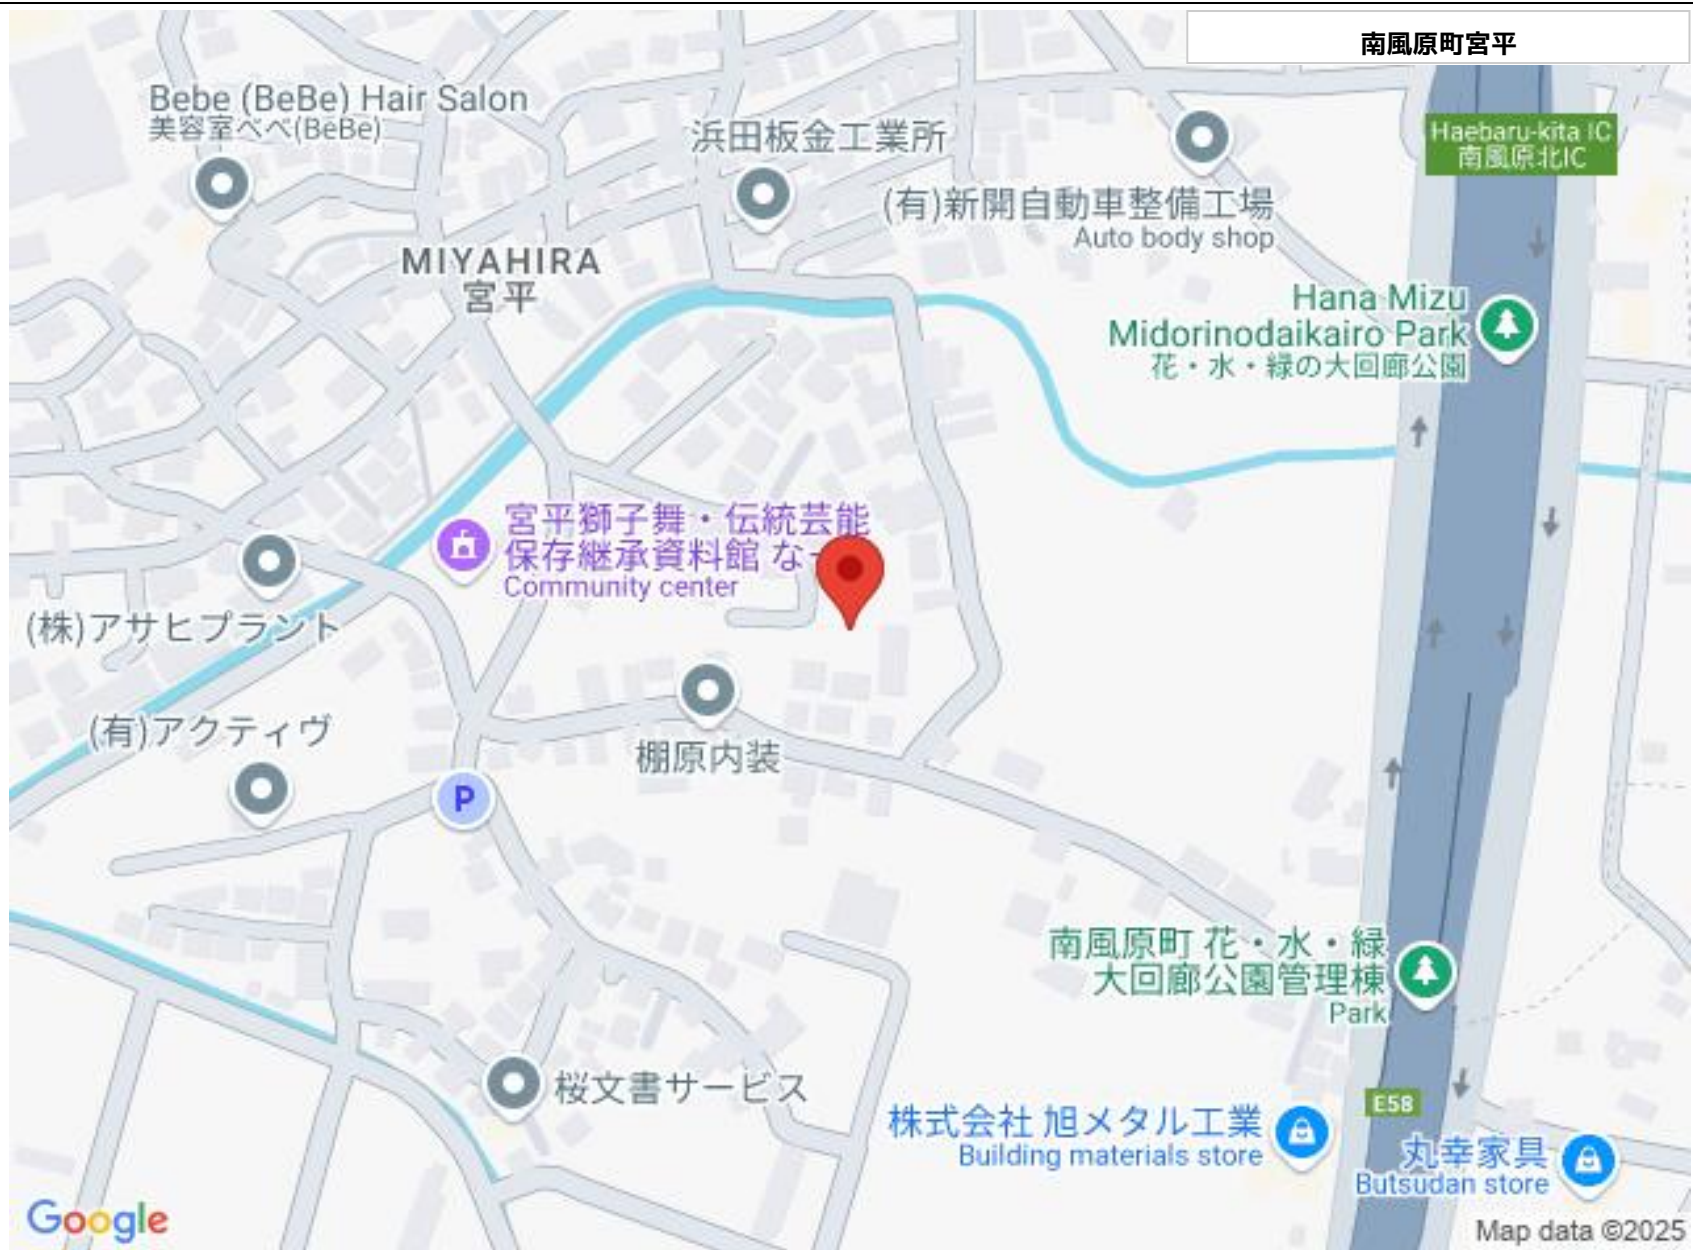 南風原町宮平
Bebe (BeBe) Hair Salon
美容室べべ(BeBe)
浜田板金工業所
Haebaru-kita IC
南風原北IC
(有)新開自動車整備工場
Auto body shop
MIYAHIRA
宮平
Hana Mizu
Midorinodaikairo Park
花・水・緑の大回廊公園
宮平獅子舞・伝統芸能
保存継承資料館 な
Community center
(株)アサヒプラント
(有)アクティヴ
棚原内装
P
南風原町 花・水・緑
大回廊公園管理棟
Park
桜文書サービス
E58
株式会社 旭メタル工業
Building materials store
丸幸家具
Butsudan store
Google
Map data ©2025